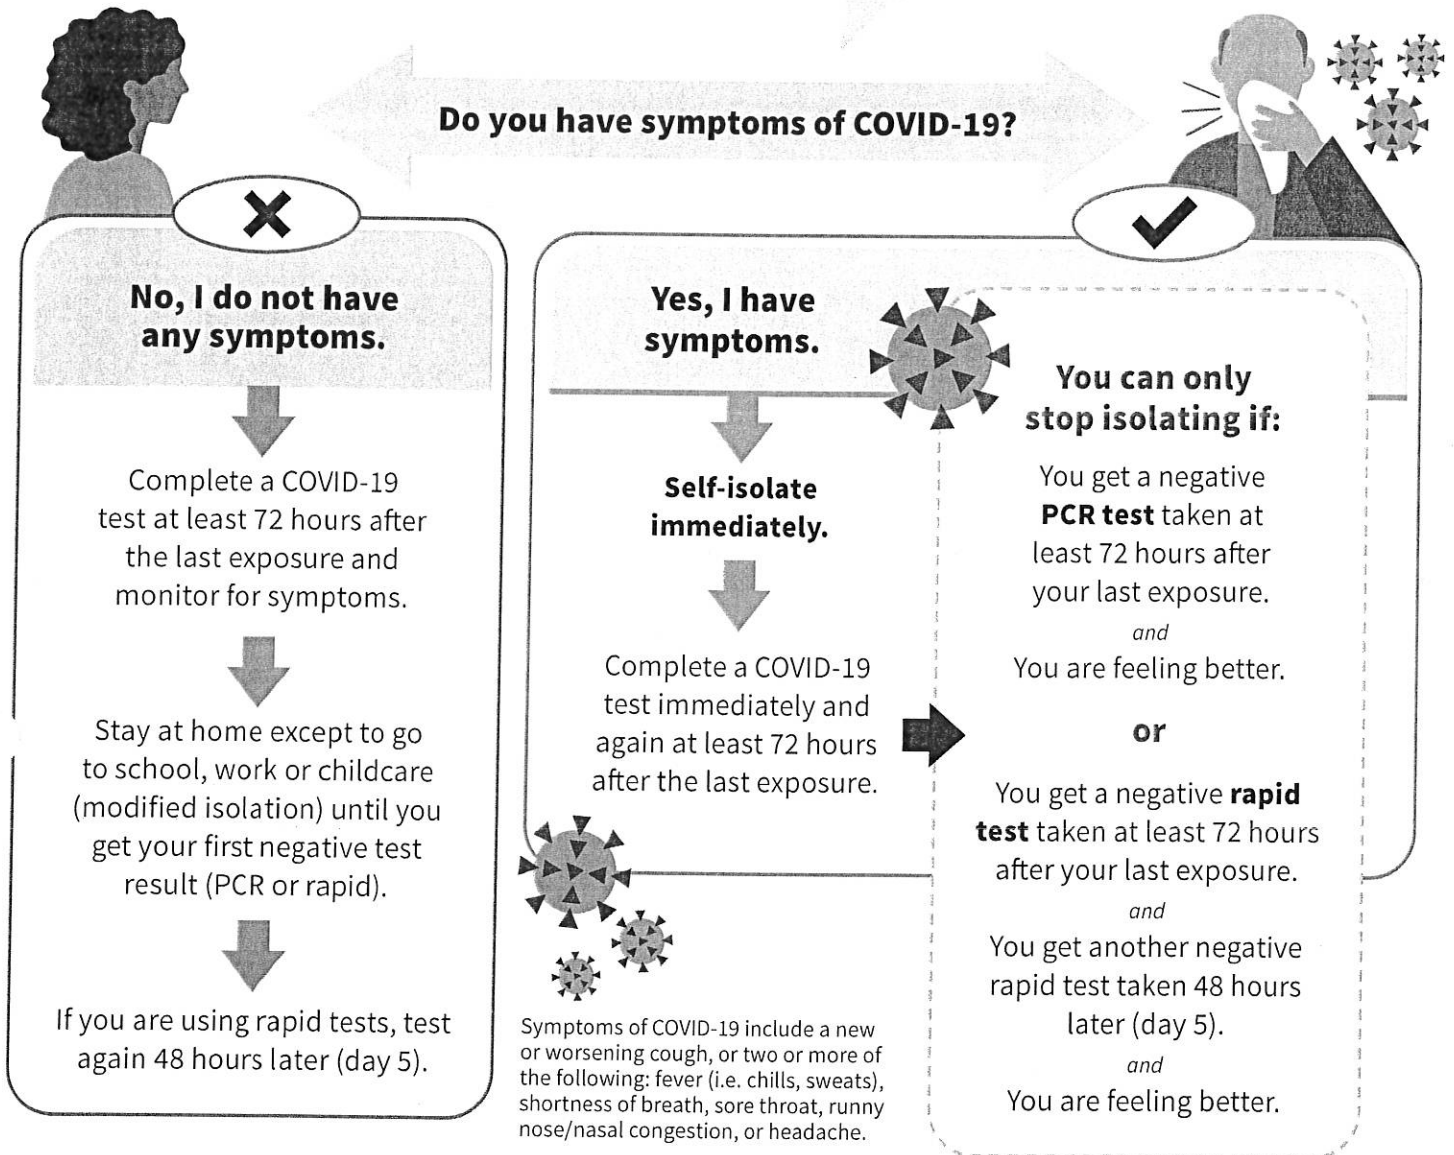 Do you have symptoms of COVID-19?
No, I do not have
any symptoms.
Complete a COVID-19
test at least 72 hours after
the last exposure and
monitor for symptoms.
Stay at home except to go
to school, work or childcare
(modified isolation) until you
get your first negative test
result (PCR or rapid).
If you are using rapid tests, test
again 48 hours later (day 5).
Yes, I have
symptoms.
Self-isolate
immediately.
Complete a COVID-19
test immediately and
again at least 72 hours
after the last exposure.
You can only
stop isolating if:
You get a negative
PCR test taken at
least 72 hours after
your last exposure.
and
You are feeling better.
or
You get a negative rapid
test taken at least 72 hours
after your last exposure.
and
You get another negative
rapid test taken 48 hours
later (day 5).
and
You are feeling better.
Symptoms of COVID-19 include a new
or worsening cough, or two or more of
the following: fever (i.e. chills, sweats),
shortness of breath, sore throat, runny
nose/nasal congestion, or headache.